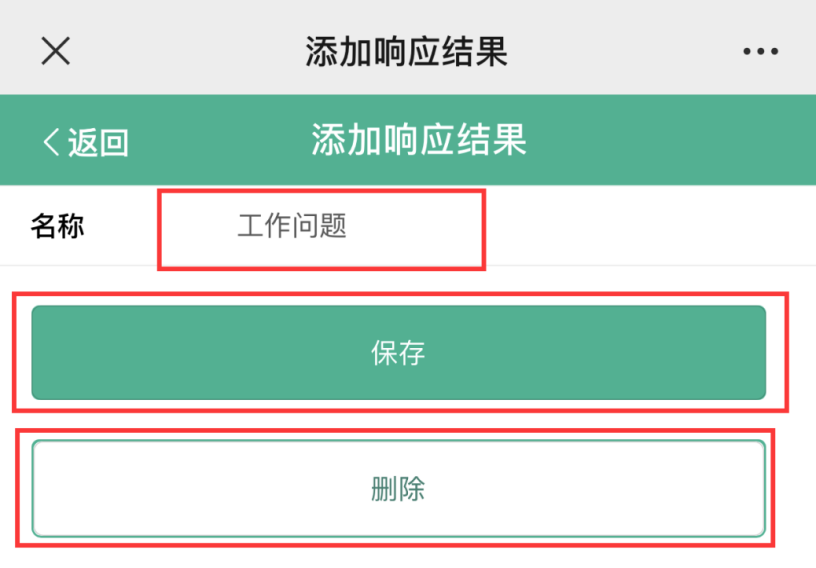 添加响应结果
返回 添加响应结果
名称 工作问题
保存
删除